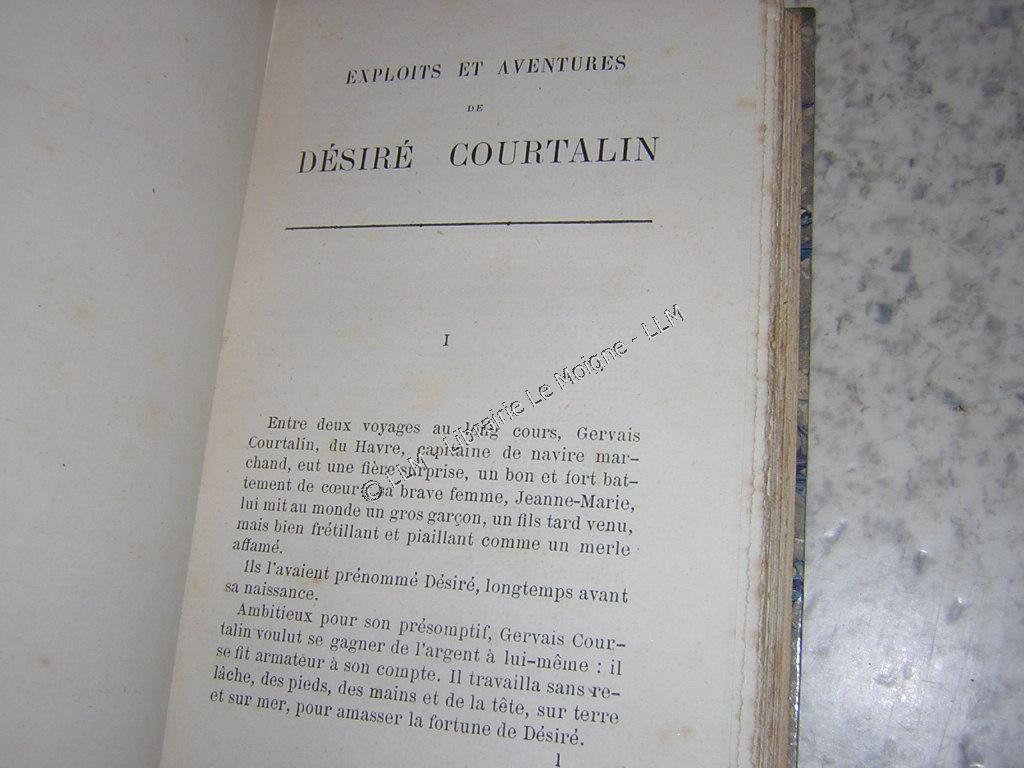 EXPLOITS ET AVENTURES
DE
DÉSIRÉ COURTALIN
I
Entre deux voyages au long cours, Gervais
Courtalin, du Havre, capitaine de navire mar-
chand, eut une fière surprise, un bon et fort bat-
tement de cœur : sa brave femme, Jeanne-Marie,
lui mit au monde un gros garçon, un fils tard venu,
mais bien frétillant et piaillant comme un merle
affamé.
Ils l'avaient prénommé Désiré, longtemps avant
sa naissance.
Ambitieux pour son présomptif, Gervais Cour-
talin voulut se gagner de l'argent à lui-même : il
se fit armateur à son compte. Il travailla sans re-
lâche, des pieds, des mains et de la tête, sur terre
et sur mer, pour amasser la fortune de Désiré.
1
© LLM - Librairie Le Moigne - LLM